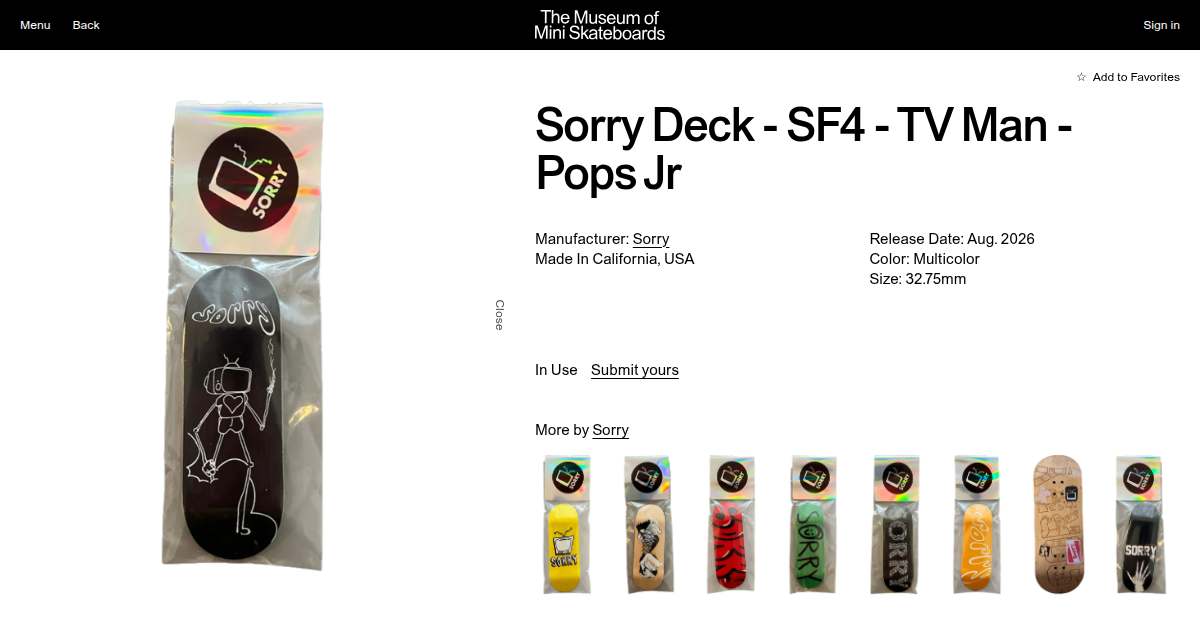 Menu
Back
The Museum of
Mini Skateboards
Sign in
☆ Add to Favorites
SORRY
sorry
Close
Sorry Deck - SF4 - TV Man -
Pops Jr
Manufacturer: Sorry
Made In California, USA
Release Date: Aug. 2026
Color: Multicolor
Size: 32.75mm
In Use
Submit yours
More by Sorry
SORRY
SORRY
SORRY
SORRY